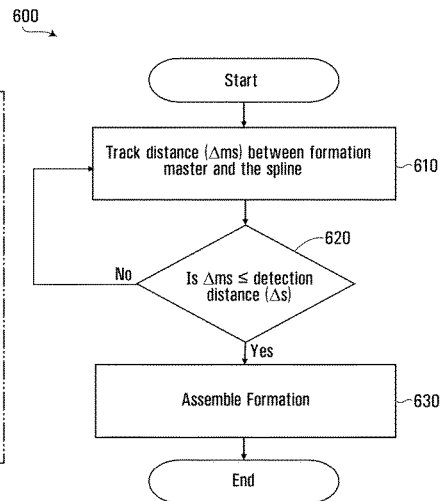 600
Start
Track distance (Δms) between formation
master and the spline
610
620
Is Δms ≤ detection
distance (Δs)
No
Yes
Assemble Formation
630
End